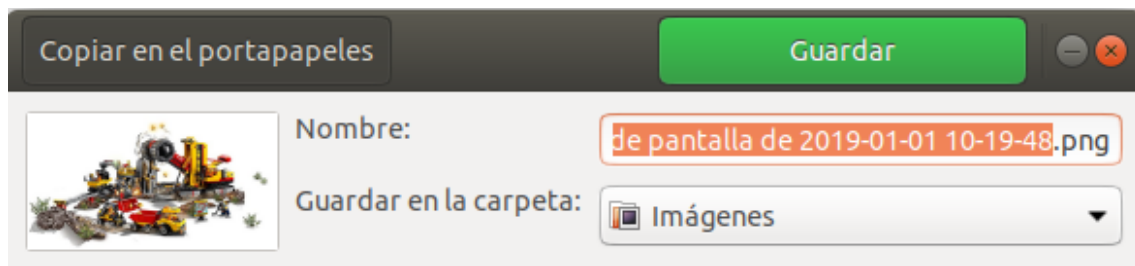 Copiar en el portapapeles
Guardar
Nombre:
de pantalla de 2019-01-01 10-19-48.png
Guardar en la carpeta:
Imágenes